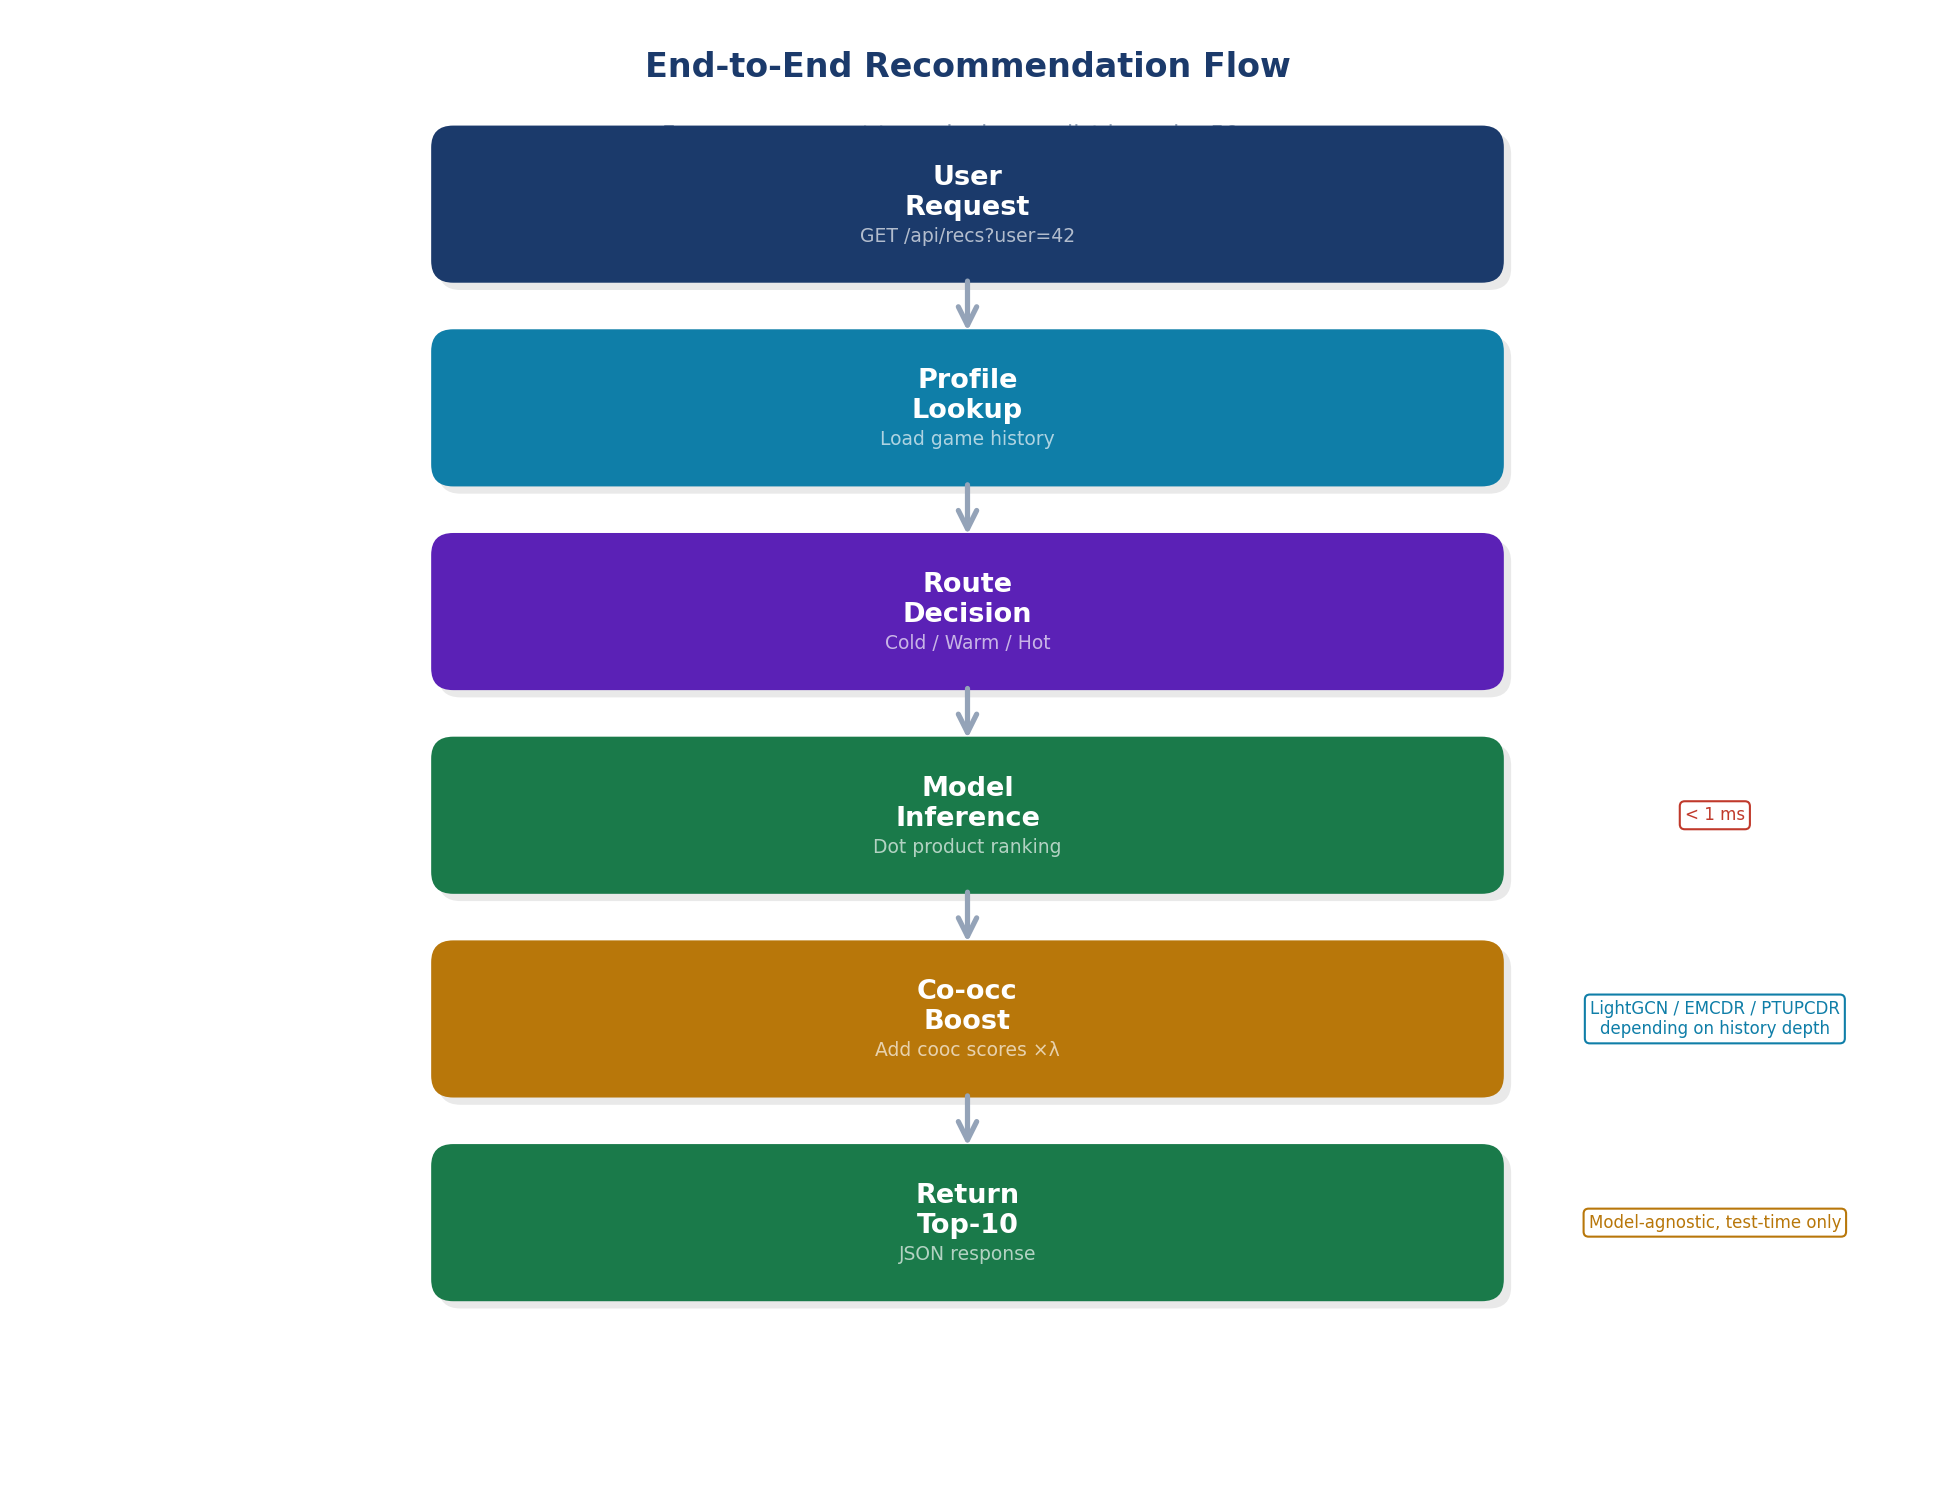 End-to-End Recommendation Flow
User
Request
GET /api/recs?user=42
Profile
Lookup
Load game history
Route
Decision
Cold / Warm / Hot
Model
Inference
Dot product ranking
< 1 ms
Co-occ
Boost
Add cooc scores ×λ
LightGCN / EMCDR / PTUPCDR
depending on history depth
Return
Top-10
JSON response
Model-agnostic, test-time only